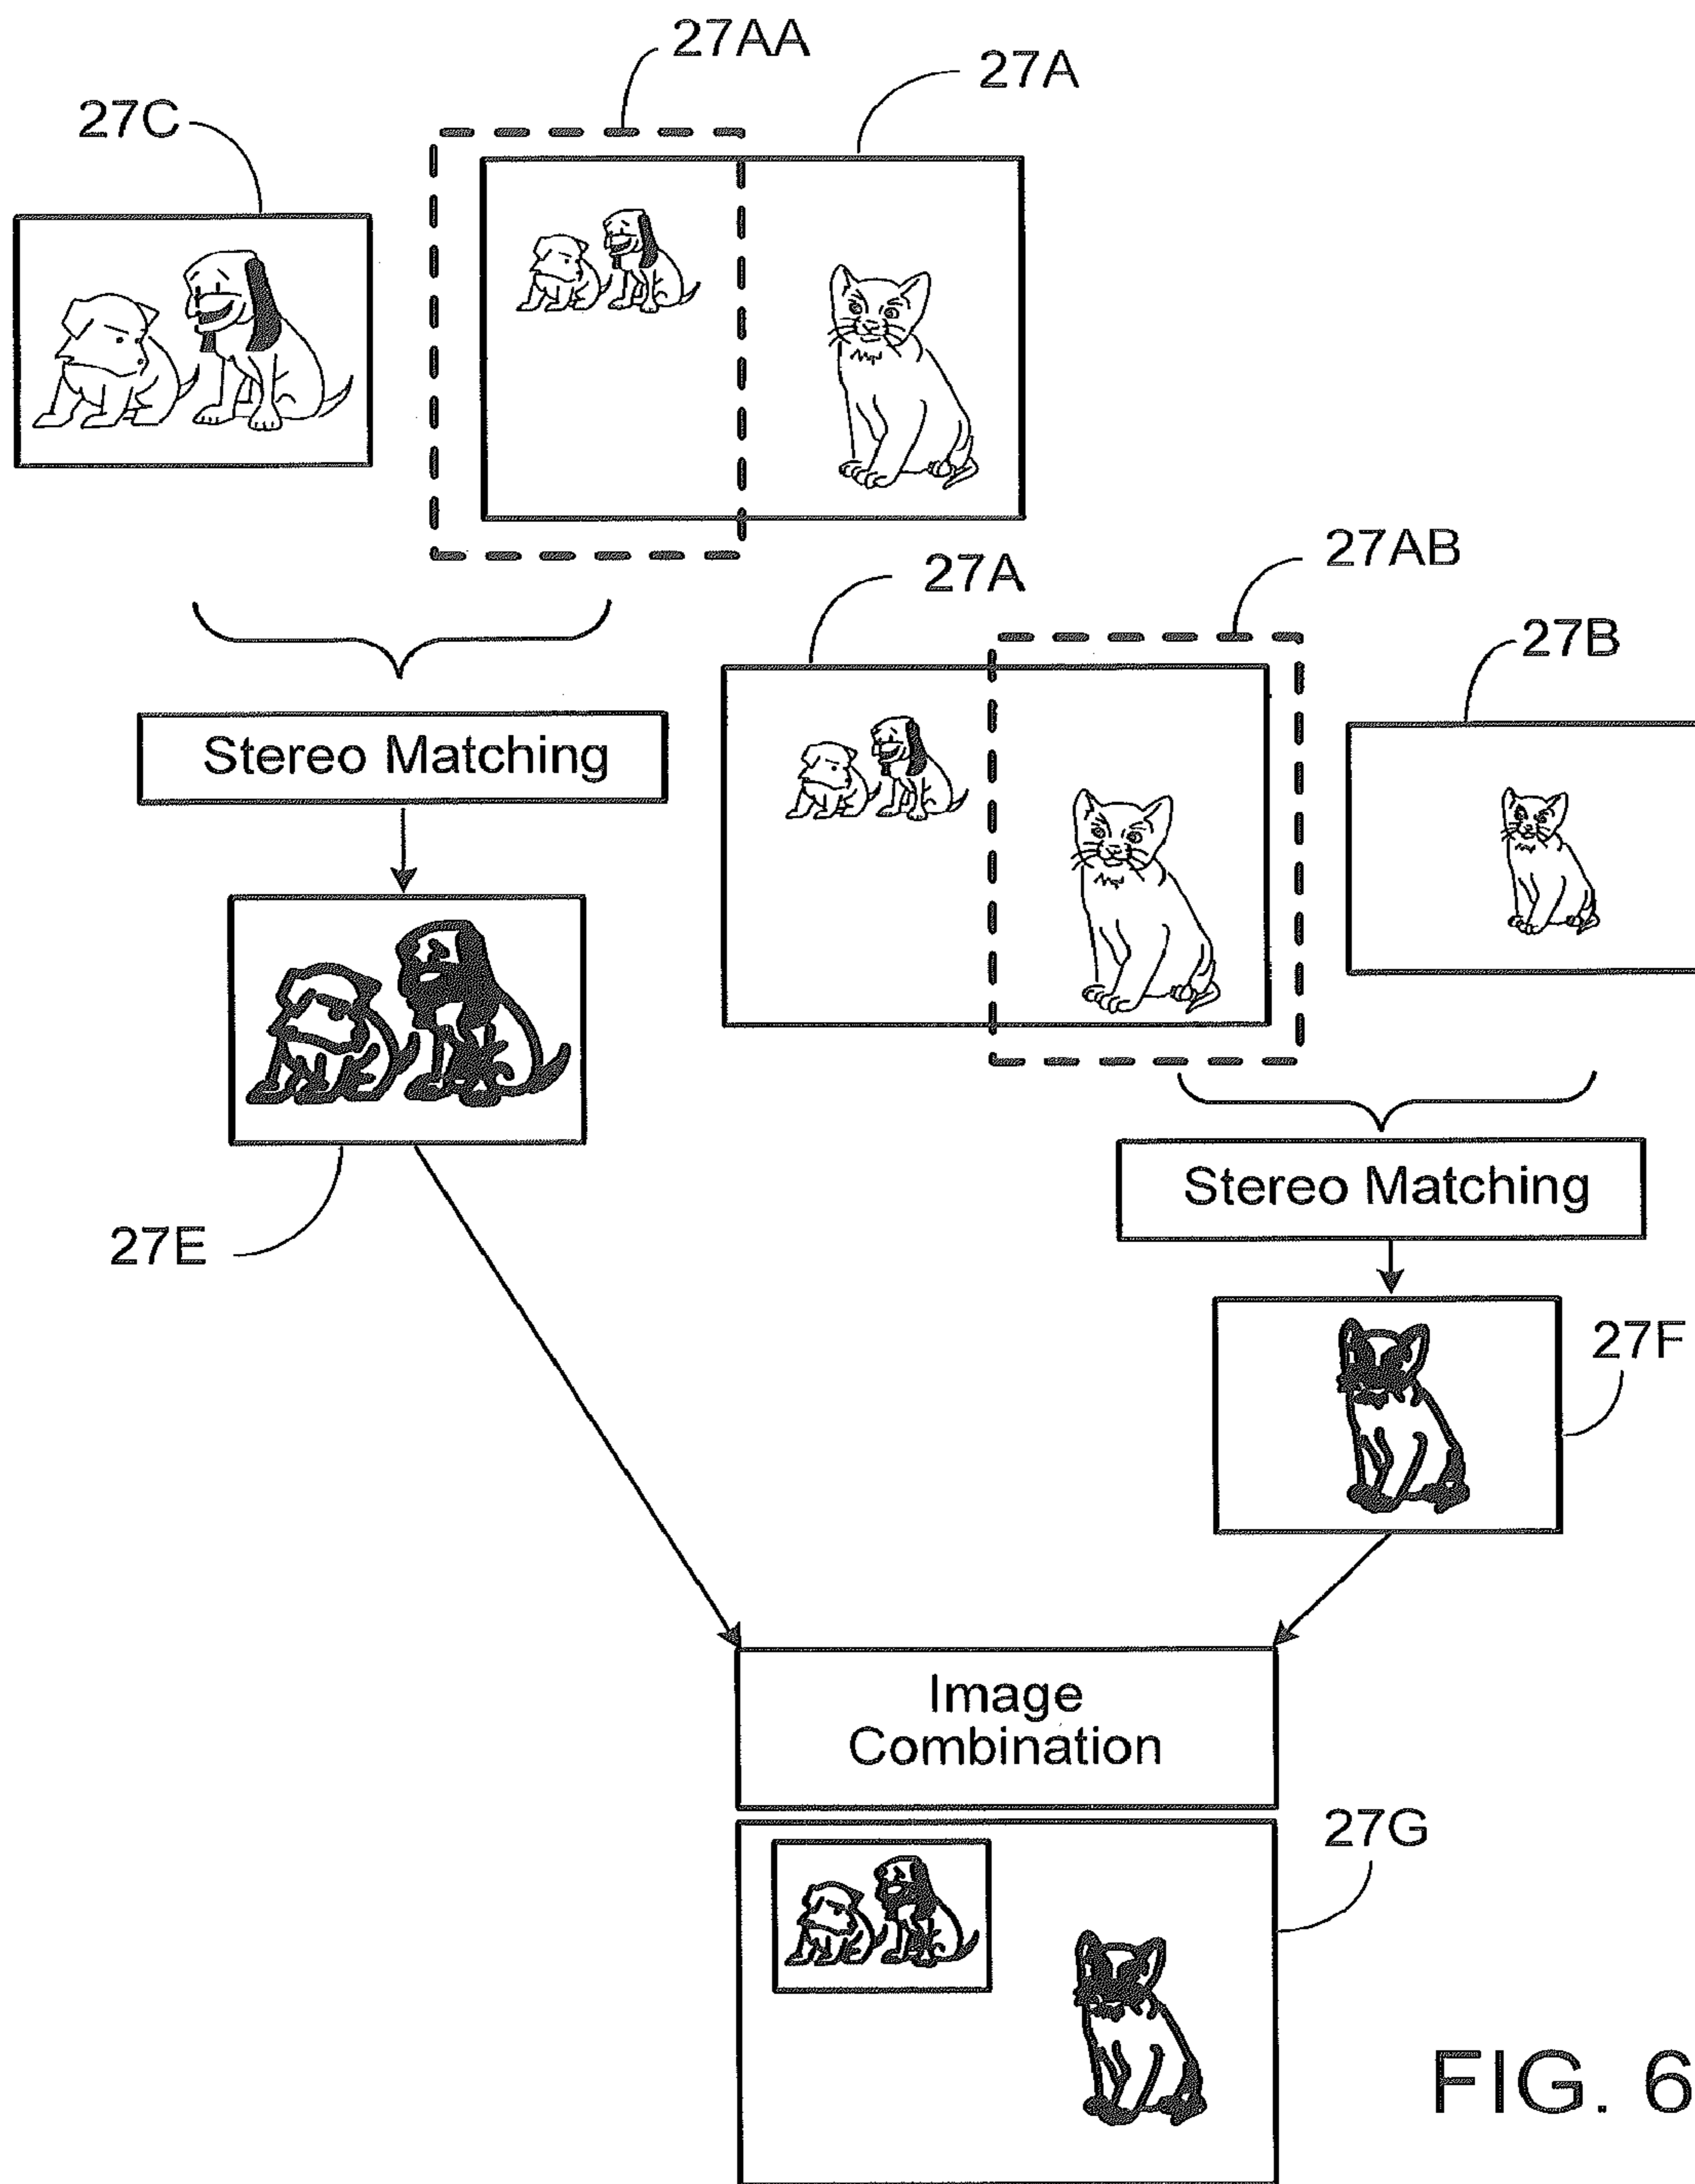 27AA
27A
27C
27AB
27A
27B
Stereo Matching
Stereo Matching
27E
27F
Image
Combination
27G
FIG. 6